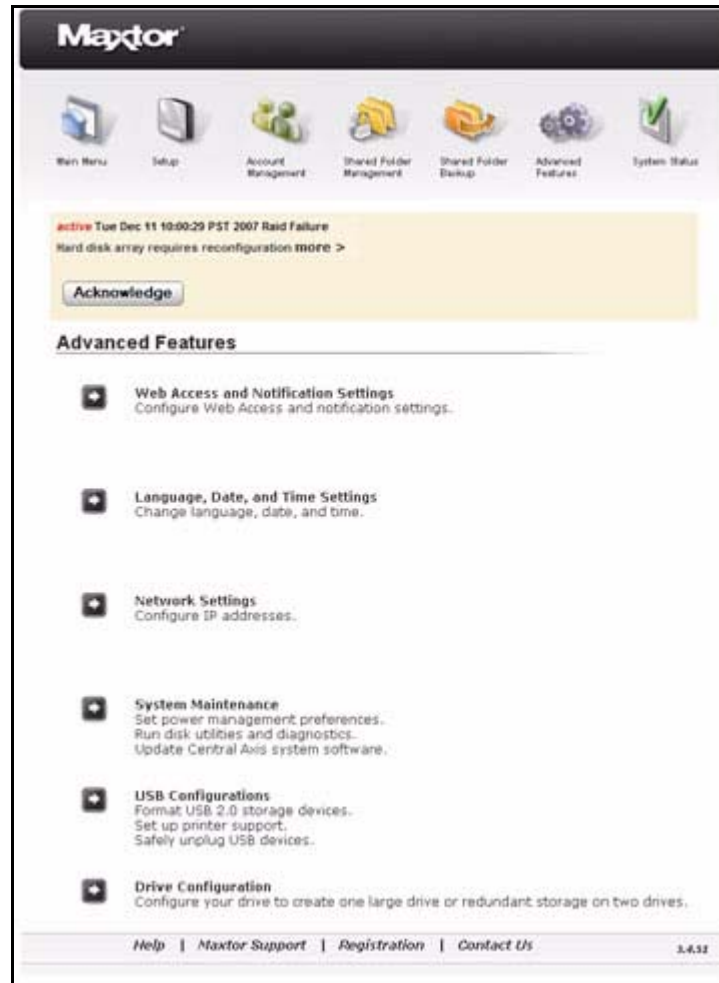 Maxtor
Main Menu
Setup
Account Management
Shared Folder Management
Shared Folder Backup
Advanced Features
System Status
active Tue Dec 11 10:00:29 PST 2007 Raid Failure
Hard disk array requires reconfiguration more >
Acknowledge
Advanced Features
Web Access and Notification Settings
Configure Web Access and notification settings.
Language, Date, and Time Settings
Change language, date, and time.
Network Settings
Configure IP addresses.
System Maintenance
Set power management preferences.
Run disk utilities and diagnostics.
Update Central Axis system software.
USB Configurations
Format USB 2.0 storage devices.
Set up printer support.
Safely unplug USB devices.
Drive Configuration
Configure your drive to create one large drive or redundant storage on two drives.
Help | Maxtor Support | Registration | Contact Us